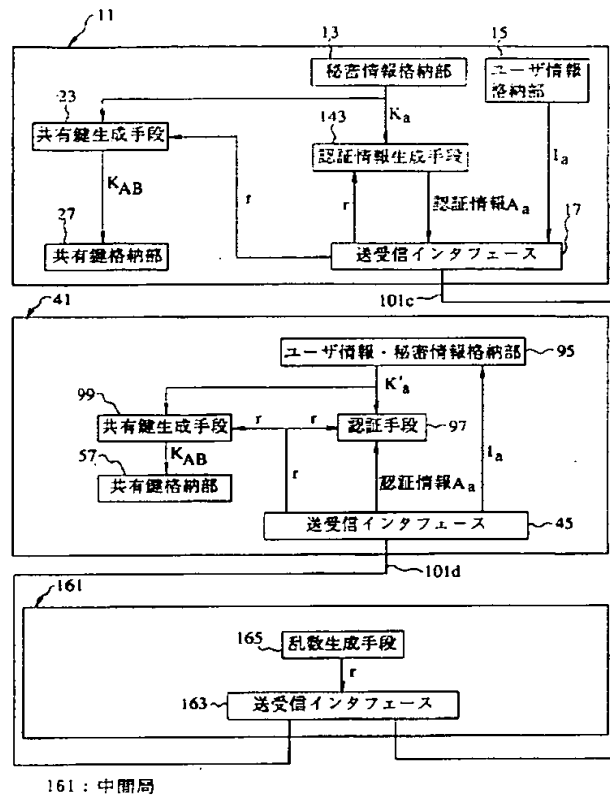 11
13
15
秘密情報格納部
ユーザ情報
格納部
23
共有鍵生成手段
Ka
143
認証情報生成手段
KAB
r
r
認証情報Aa
Ia
27
共有鍵格納部
17
送受信インタフェース
101c
41
ユーザ情報・秘密情報格納部
95
K'a
99
共有鍵生成手段
r
r
認証手段
97
KAB
57
共有鍵格納部
r
認証情報Aa
Ia
送受信インタフェース
45
101d
161
165
乱数生成手段
r
163
送受信インタフェース
161 : 中間局